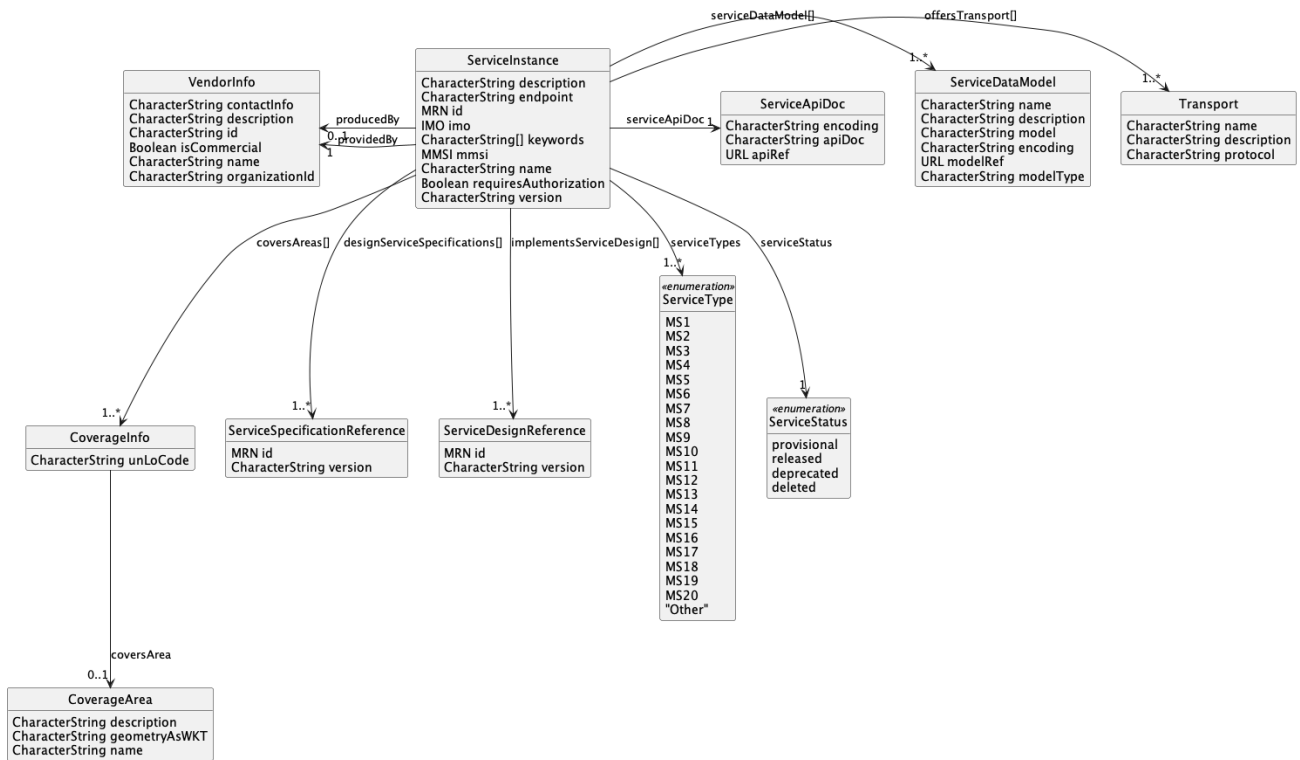 serviceDataModel[]
offersTransport[]
ServiceInstance
CharacterString description
CharacterString endpoint
MRN id
IMO imo
CharacterString[] keywords
MMSI mmsi
CharacterString name
Boolean requiresAuthorization
CharacterString version
VendorInfo
CharacterString contactInfo
CharacterString description
CharacterString id
Boolean isCommercial
CharacterString name
CharacterString organizationId
producedBy
0..1
providedBy
1
serviceApiDoc
1
ServiceApiDoc
CharacterString encoding
CharacterString apiDoc
URL apiRef
1..*
ServiceDataModel
CharacterString name
CharacterString description
CharacterString model
CharacterString encoding
URL modelRef
CharacterString modelType
1..*
Transport
CharacterString name
CharacterString description
CharacterString protocol
coversAreas[]
designServiceSpecifications[]
implementsServiceDesign[]
serviceTypes
serviceStatus
1..*
«enumeration»
ServiceType
MS1
MS2
MS3
MS4
MS5
MS6
MS7
MS8
MS9
MS10
MS11
MS12
MS13
MS14
MS15
MS16
MS17
MS18
MS19
MS20
"Other"
1
«enumeration»
ServiceStatus
provisional
released
deprecated
deleted
1..*
CoverageInfo
CharacterString unLoCode
1..*
ServiceSpecificationReference
MRN id
CharacterString version
1..*
ServiceDesignReference
MRN id
CharacterString version
coversArea
0..1
CoverageArea
CharacterString description
CharacterString geometryAsWKT
CharacterString name